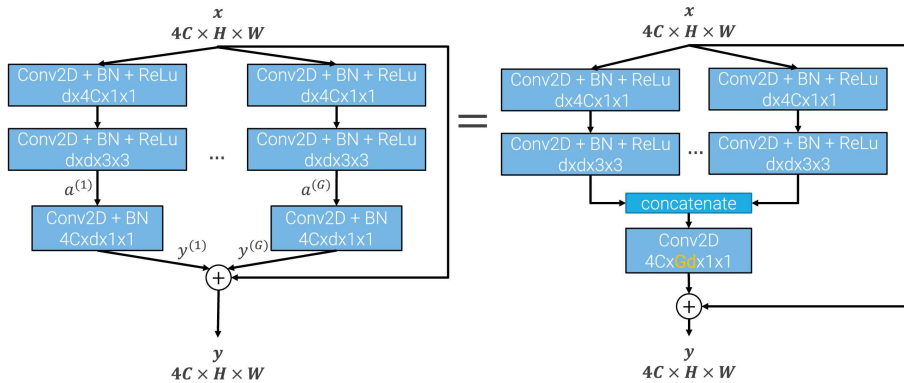 x
4C × H × W
Conv2D + BN + ReLu
dx4Cx1x1
Conv2D + BN + ReLu
dx4Cx1x1
Conv2D + BN + ReLu
dxdx3x3
...
Conv2D + BN + ReLu
dxdx3x3
a^(1)
a^(G)
Conv2D + BN
4Cxdx1x1
Conv2D + BN
4Cxdx1x1
y^(1)
y^(G)
+
y
4C × H × W
=
x
4C × H × W
Conv2D + BN + ReLu
dx4Cx1x1
Conv2D + BN + ReLu
dx4Cx1x1
Conv2D + BN + ReLu
dxdx3x3
...
Conv2D + BN + ReLu
dxdx3x3
concatenate
Conv2D
4CxGdx1x1
+
y
4C × H × W